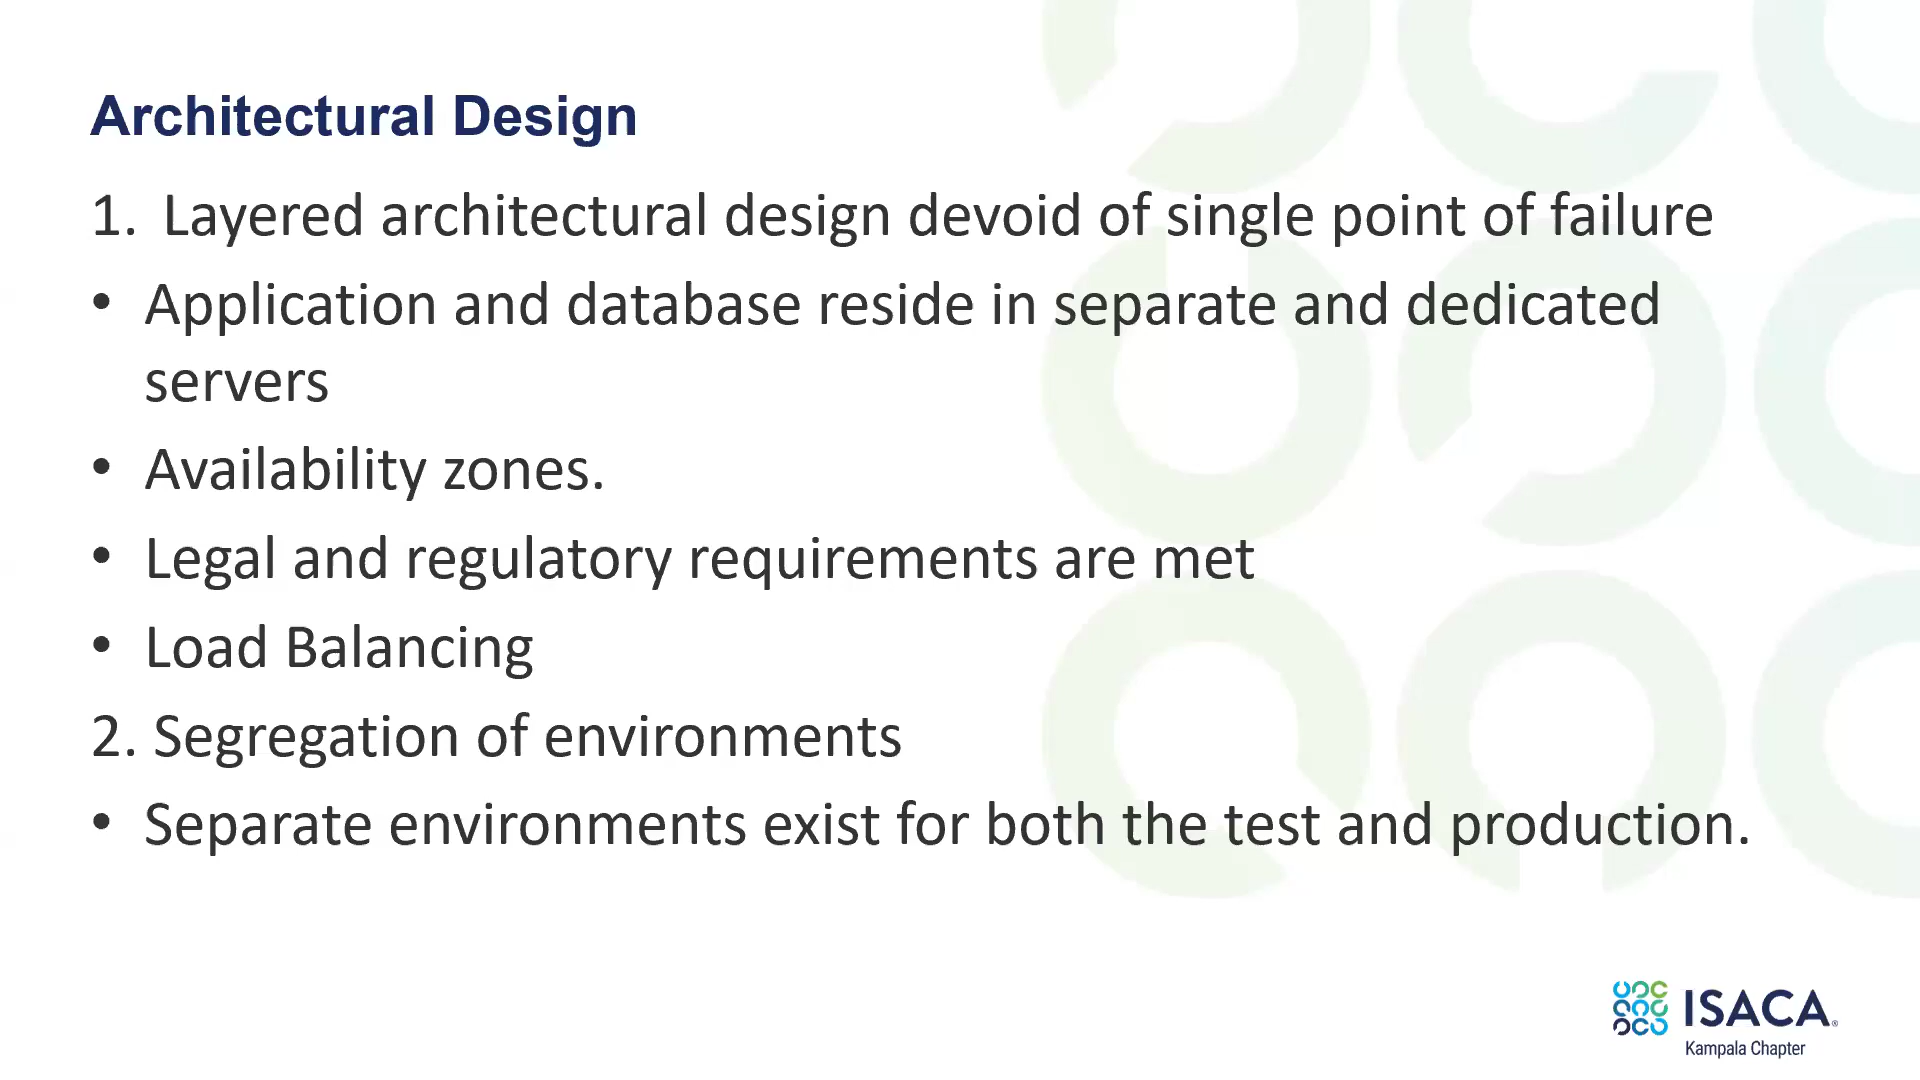 Architectural Design
1. Layered architectural design devoid of single point of failure
• Application and database reside in separate and dedicated
servers
• Availability zones.
• Legal and regulatory requirements are met
• Load Balancing
2. Segregation of environments
• Separate environments exist for both the test and production.
ISACA®
Kampala Chapter